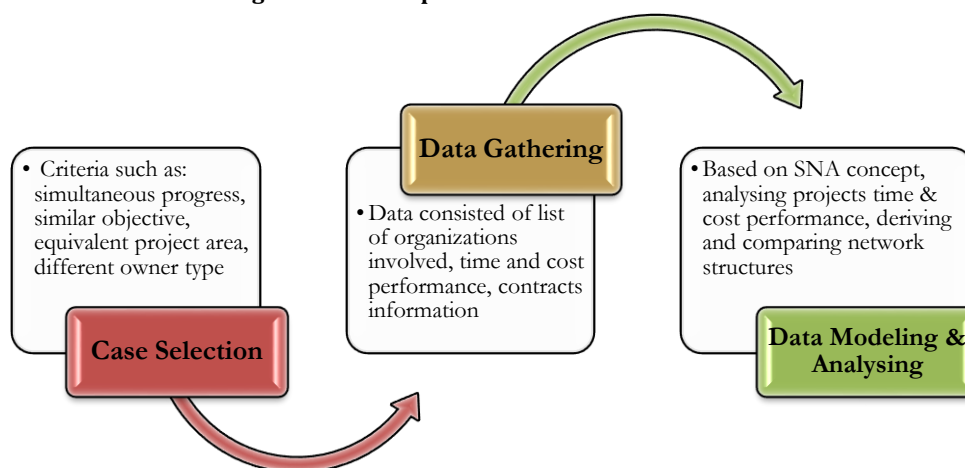 • Criteria such as:
simultaneous progress,
similar objective,
equivalent project area,
different owner type
Case Selection
Data Gathering
• Data consisted of list
of organizations
involved, time and cost
performance, contracts
information
• Based on SNA concept,
analysing projects time &
cost performance, deriving
and comparing network
structures
Data Modeling &
Analysing